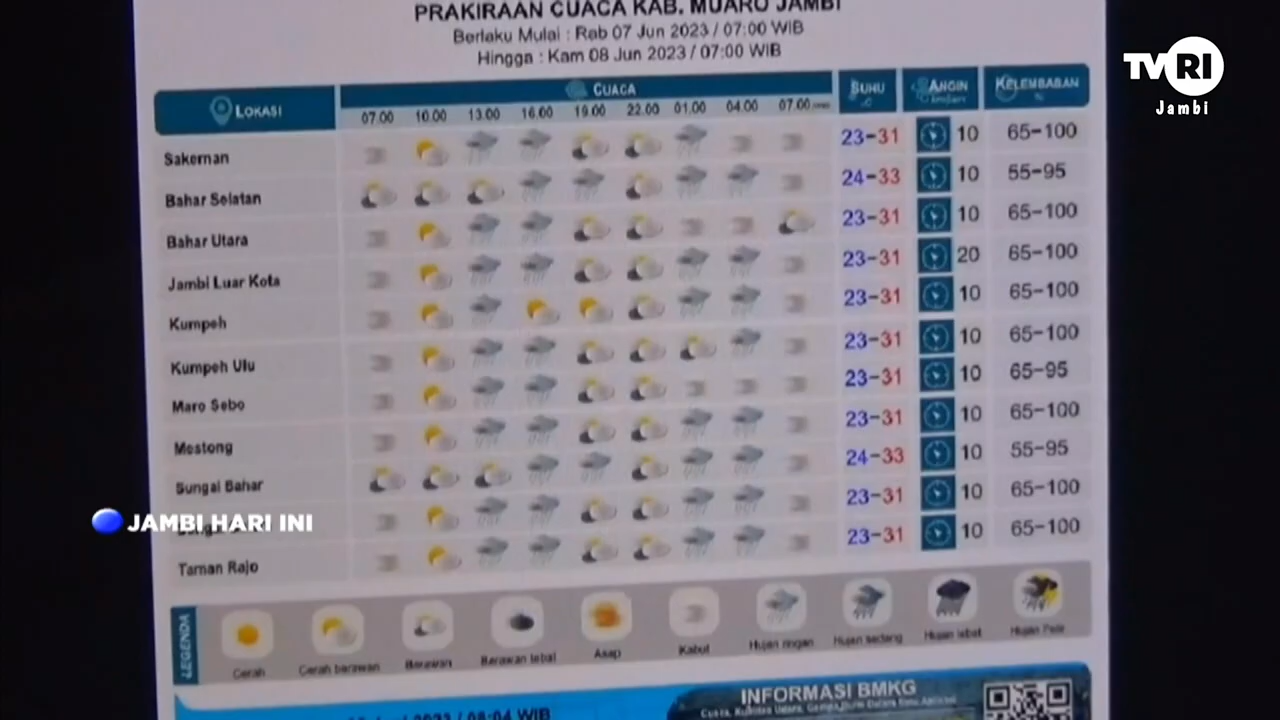 PRAKIRAAN CUACA KAB. MUARO JAMBI
Berlaku Mulai : Rab 07 Jun 2023 / 07:00 WIB
Hingga : Kam 08 Jun 2023 / 07:00 WIB
TVRI
Jambi
LOKASI CUACA SUHU ANGIN KELEMBABAN
07.00 10.00 13.00 16.00 19.00 22.00 01.00 04.00 07.00
Sakernan 23-31 10 65-100
Bahar Selatan 24-33 10 55-95
Bahar Utara 23-31 10 65-100
Jambi Luar Kota 23-31 20 65-100
Kumpeh 23-31 10 65-100
Kumpeh Ulu 23-31 10 65-100
Maro Sebo 23-31 10 65-95
Mestong 23-31 10 65-100
Sungai Bahar 24-33 10 55-95
23-31 10 65-100
Taman Rajo 23-31 10 65-100
JAMBI HARI INI
LEGENDA
Cerah Cerah berawan Berawan Berawan tebal Asap Kabut Hujan ringan Hujan sedang Hujan lebat Hujan Petir
INFORMASI BMKG
2023 / 06:04 WIB